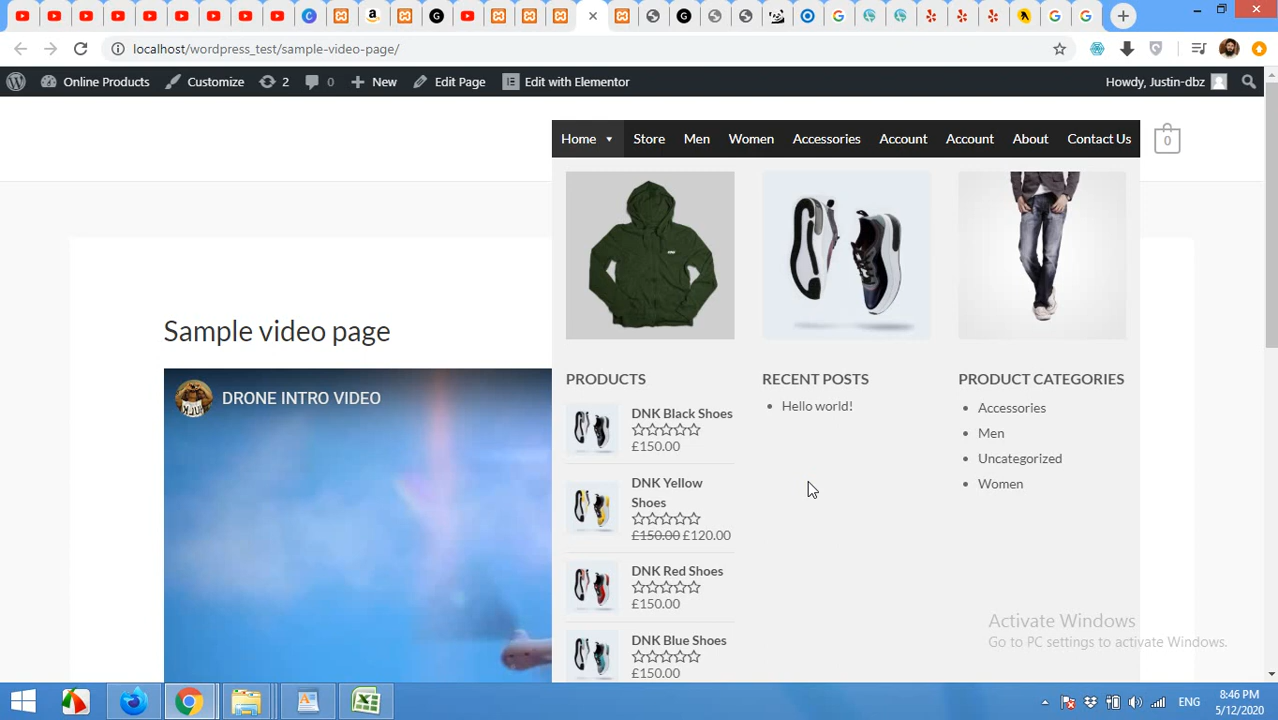 localhost/wordpress_test/sample-video-page/
Online Products Customize 2 0 New Edit Page Edit with Elementor Howdy, Justin-dbz
Home Store Men Women Accessories Account Account About Contact Us 0
Sample video page
DRONE INTRO VIDEO
PRODUCTS
DNK Black Shoes
£150.00
DNK Yellow
Shoes
£150.00 £120.00
DNK Red Shoes
£150.00
DNK Blue Shoes
£150.00
RECENT POSTS
Hello world!
PRODUCT CATEGORIES
Accessories
Men
Uncategorized
Women
Activate Windows
Go to PC settings to activate Windows.
ENG
8:46 PM
5/12/2020